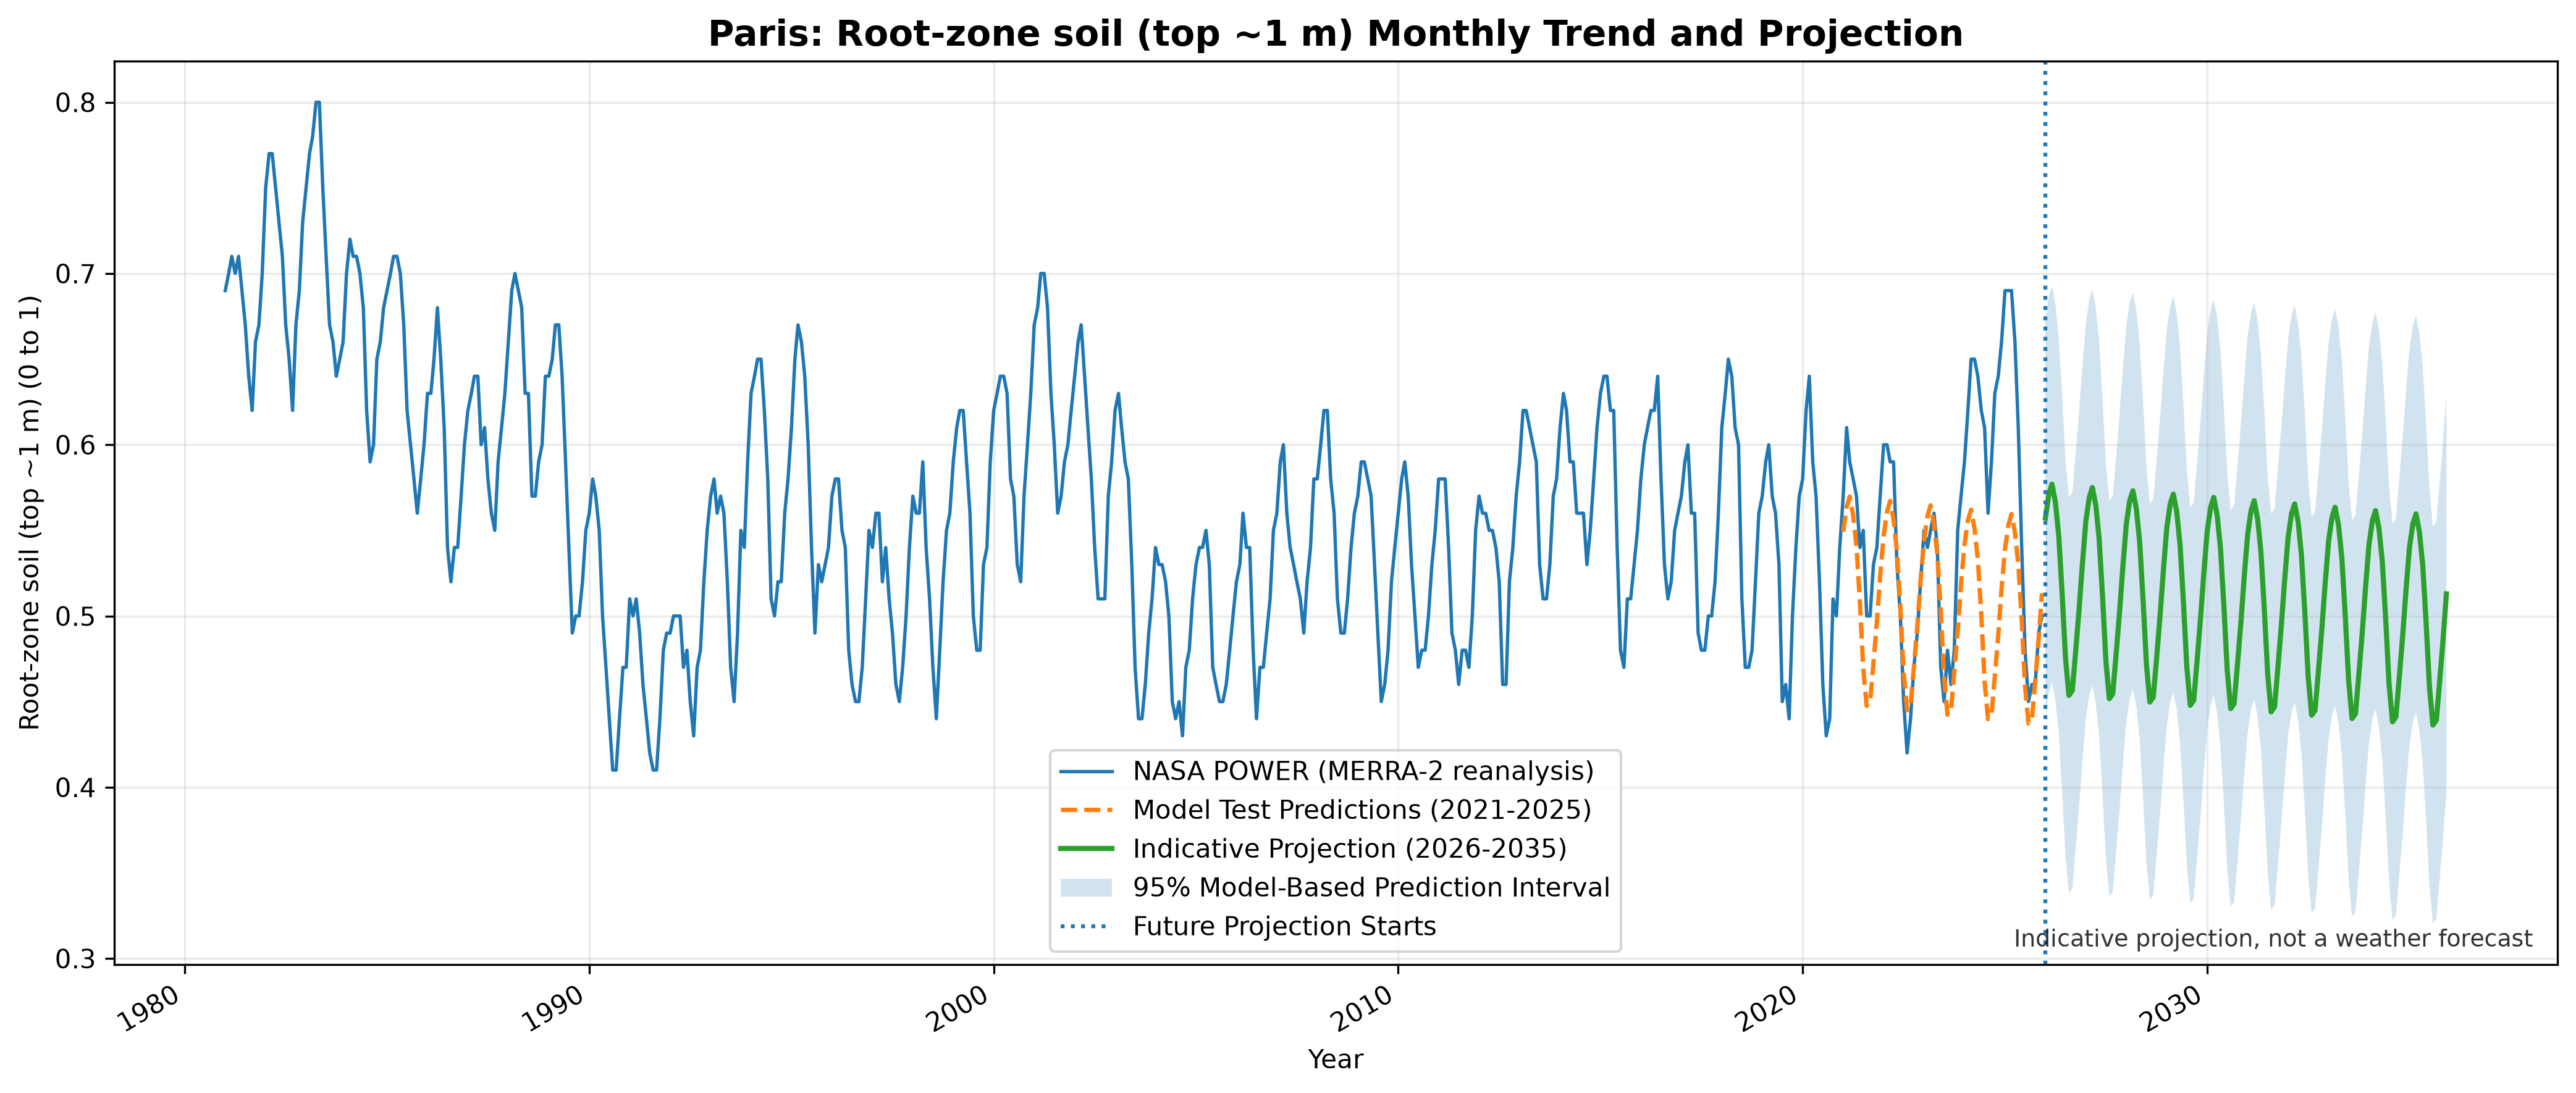 Paris: Root-zone soil (top ~1 m) Monthly Trend and Projection
Root-zone soil (top ~1 m) (0 to 1)
0.8
0.7
0.6
0.5
0.4
0.3
NASA POWER (MERRA-2 reanalysis)
Model Test Predictions (2021-2025)
Indicative Projection (2026-2035)
95% Model-Based Prediction Interval
Future Projection Starts
Indicative projection, not a weather forecast
1980
1990
2000
2010
2020
2030
Year